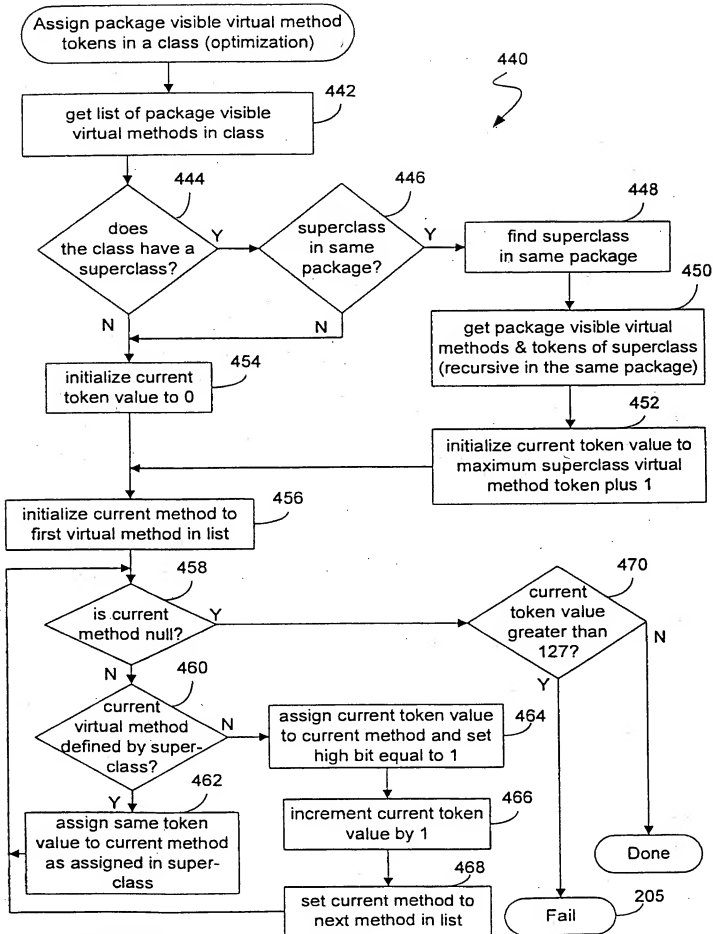 Assign package visible virtual method
tokens in a class (optimization)
440
442
get list of package visible
virtual methods in class
444
does
the class have a
superclass?
Y
N
446
superclass
in same
package?
Y
N
448
find superclass
in same package
450
get package visible virtual
methods & tokens of superclass
(recursive in the same package)
452
initialize current token value to
maximum superclass virtual
method token plus 1
454
initialize current
token value to 0
456
initialize current method to
first virtual method in list
458
is current
method null?
Y
N
470
current
token value
greater than
127?
N
Y
460
current
virtual method
defined by super-
class?
N
Y
462
assign same token
value to current method
as assigned in super-
class
464
assign current token value
to current method and set
high bit equal to 1
466
increment current token
value by 1
468
set current method to
next method in list
Done
Fail
205